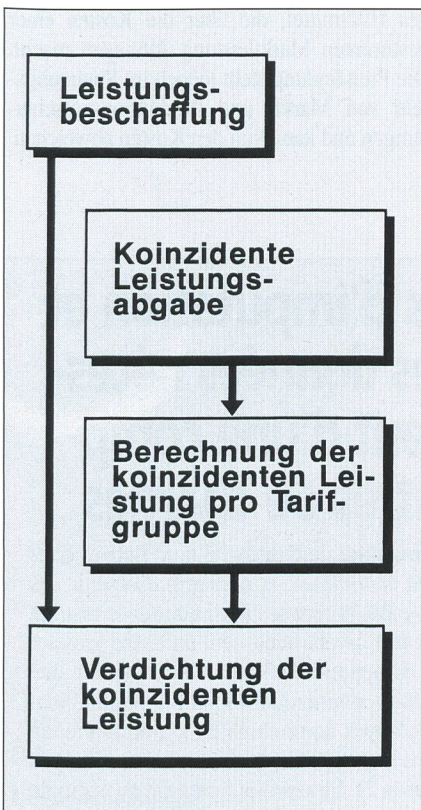 Leistungs-
beschaffung
Koinzidente
Leistungs-
abgabe
Berechnung der
koinzidenten Lei-
stung pro Tarif-
gruppe
Verdichtung der
koinzidenten
Leistung